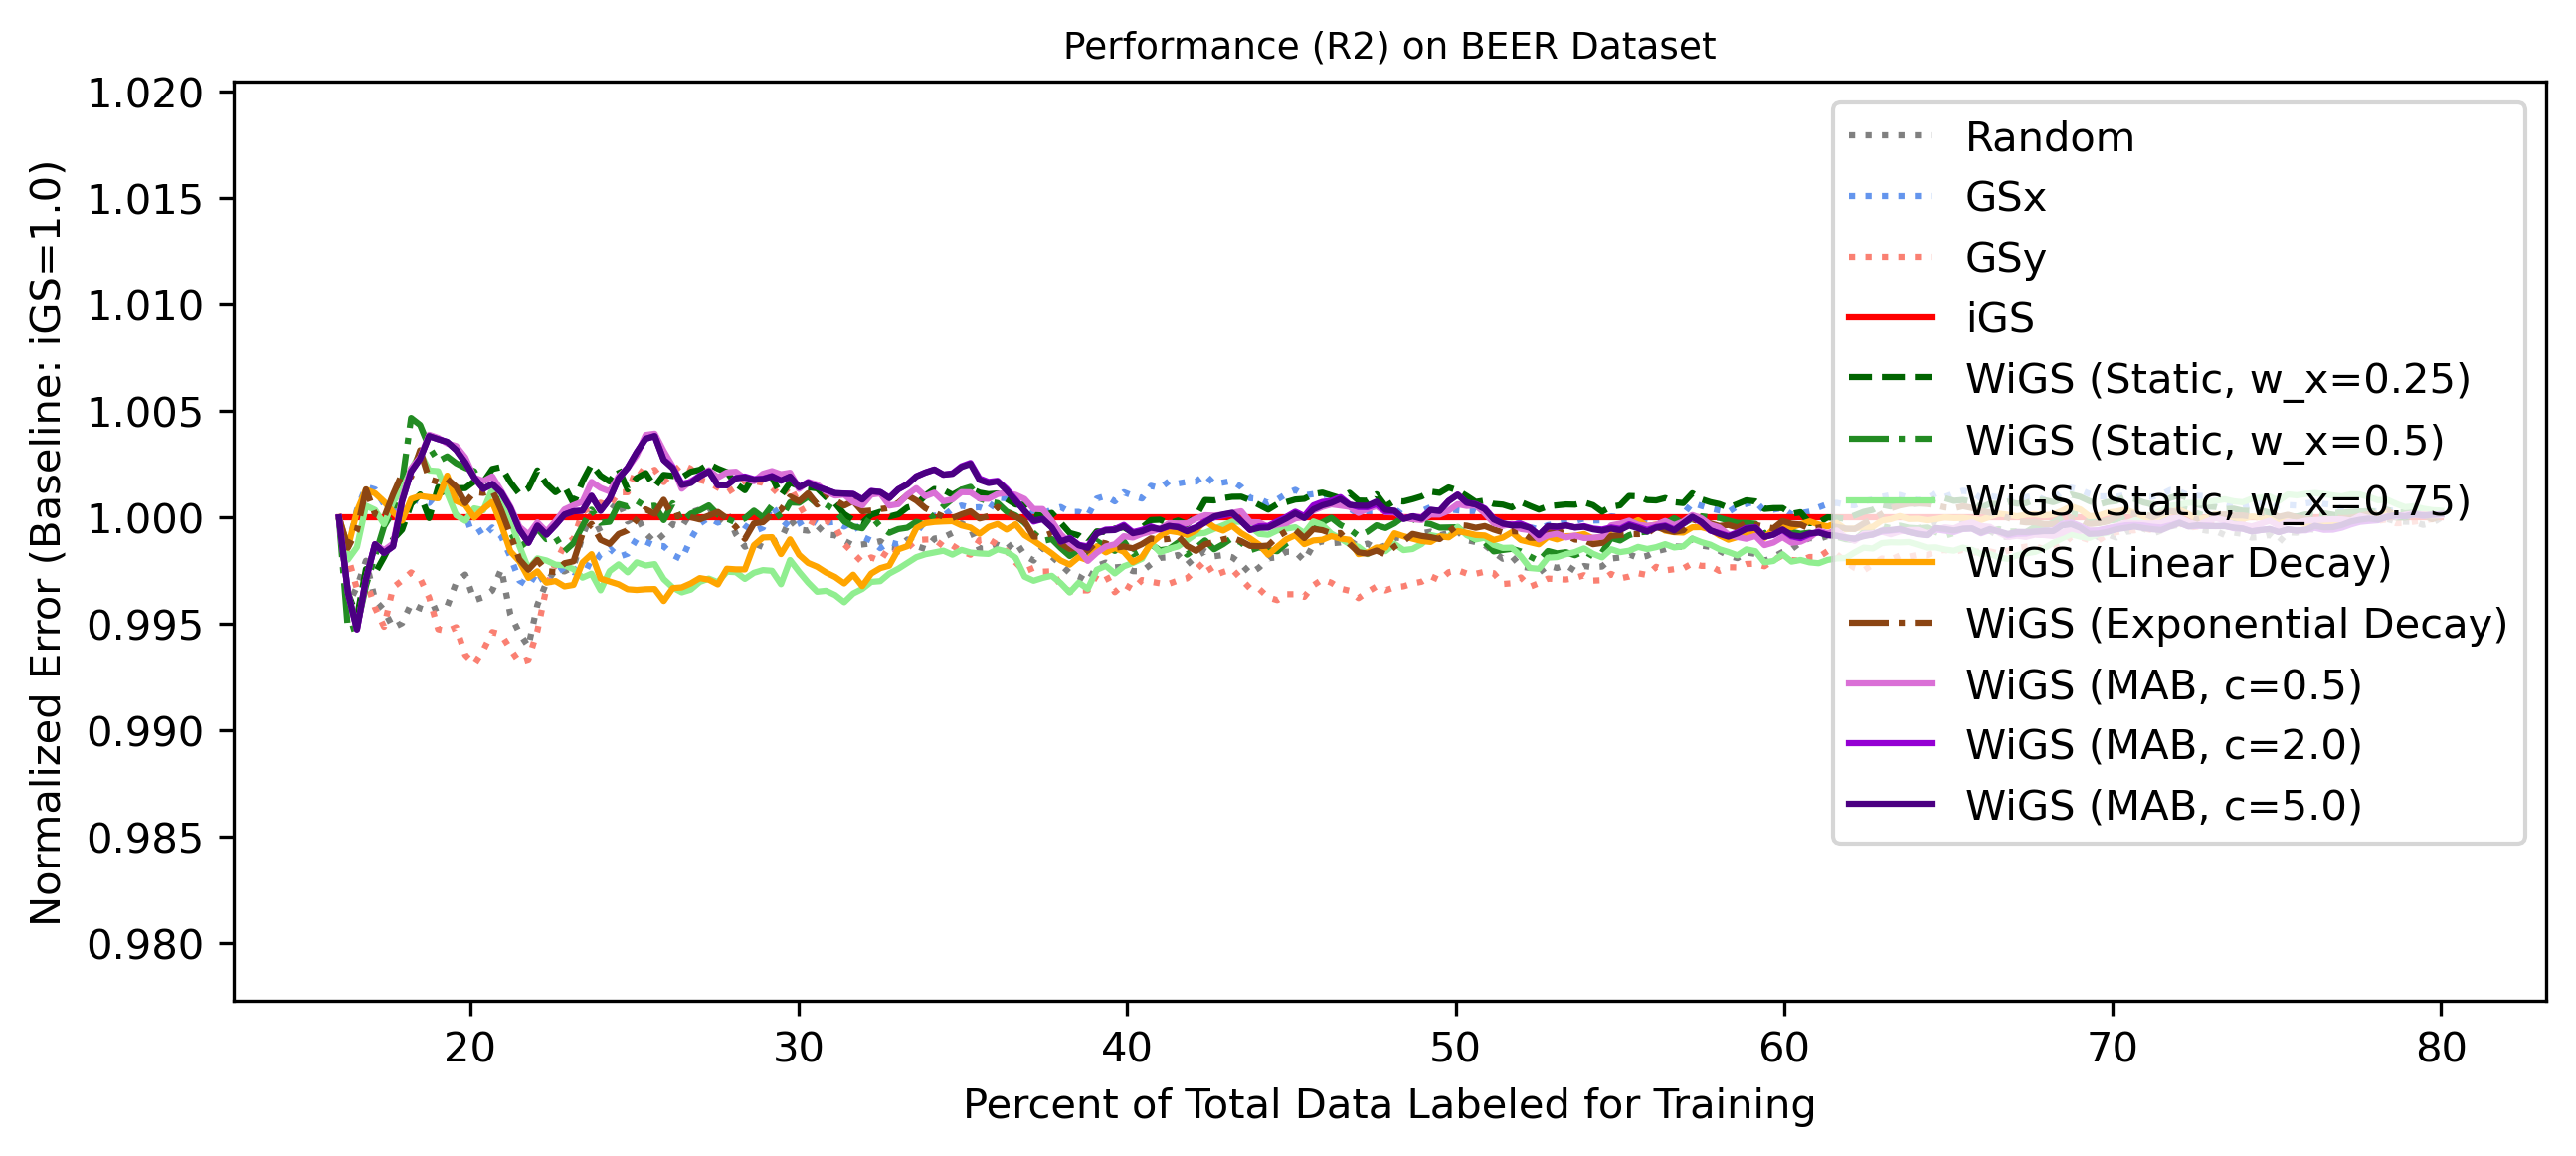 Performance (R2) on BEER Dataset
Normalized Error (Baseline: iGS=1.0)
1.020
1.015
1.010
1.005
1.000
0.995
0.990
0.985
0.980
Random
GSx
GSy
iGS
WiGS (Static, w_x=0.25)
WiGS (Static, w_x=0.5)
WiGS (Static, w_x=0.75)
WiGS (Linear Decay)
WiGS (Exponential Decay)
WiGS (MAB, c=0.5)
WiGS (MAB, c=2.0)
WiGS (MAB, c=5.0)
20 30 40 50 60 70 80
Percent of Total Data Labeled for Training